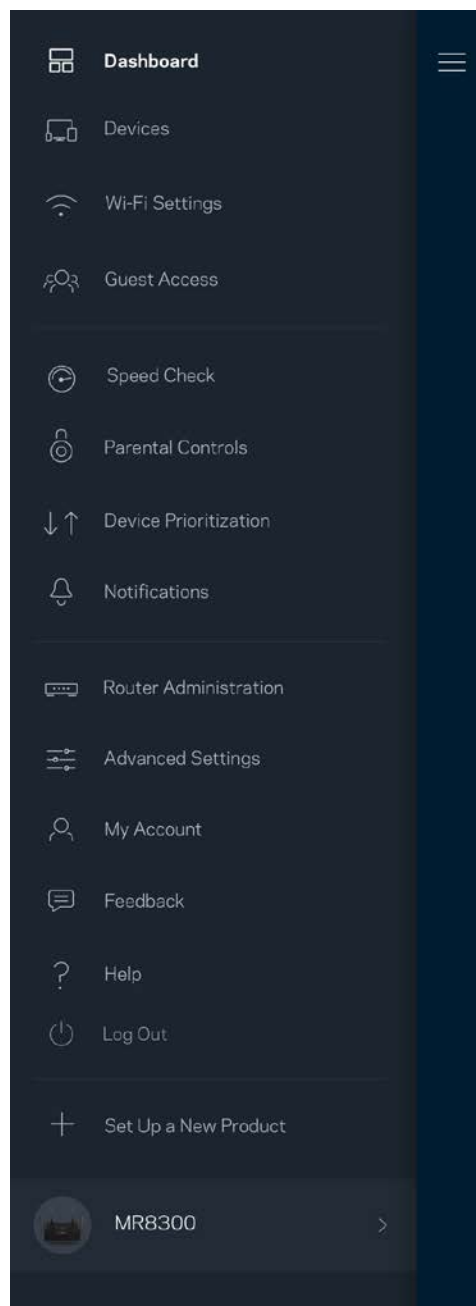 Dashboard
Devices
Wi-Fi Settings
Guest Access
Speed Check
Parental Controls
Device Prioritization
Notifications
Router Administration
Advanced Settings
My Account
Feedback
Help
Log Out
Set Up a New Product
MR8300